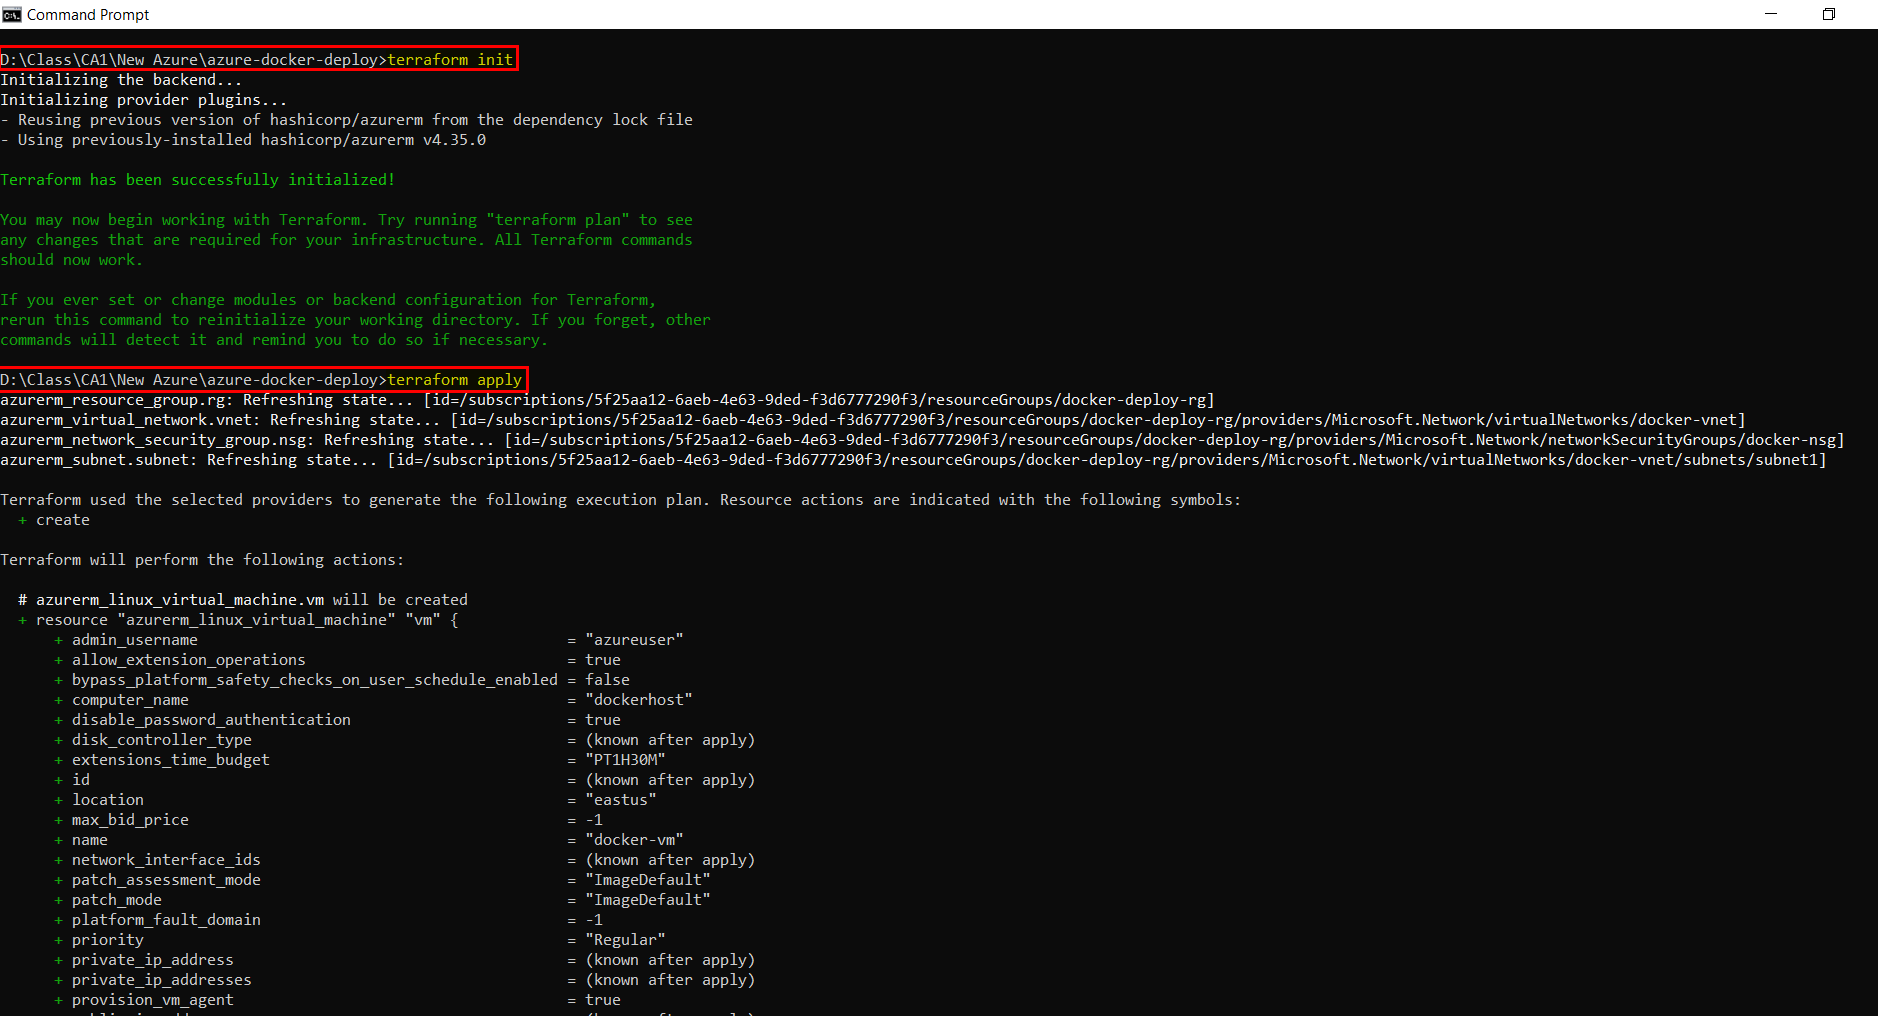 Command Prompt
D:\Class\CA1\New Azure\azure-docker-deploy>terraform init
Initializing the backend...
Initializing provider plugins...
- Reusing previous version of hashicorp/azurerm from the dependency lock file
- Using previously-installed hashicorp/azurerm v4.35.0
Terraform has been successfully initialized!
You may now begin working with Terraform. Try running "terraform plan" to see
any changes that are required for your infrastructure. All Terraform commands
should now work.
If you ever set or change modules or backend configuration for Terraform,
rerun this command to reinitialize your working directory. If you forget, other
commands will detect it and remind you to do so if necessary.
D:\Class\CA1\New Azure\azure-docker-deploy>terraform apply
azurerm_resource_group.rg: Refreshing state... [id=/subscriptions/5f25aa12-6aeb-4e63-9ded-f3d6777290f3/resourceGroups/docker-deploy-rg]
azurerm_virtual_network.vnet: Refreshing state... [id=/subscriptions/5f25aa12-6aeb-4e63-9ded-f3d6777290f3/resourceGroups/docker-deploy-rg/providers/Microsoft.Network/virtualNetworks/docker-vnet]
azurerm_network_security_group.nsg: Refreshing state... [id=/subscriptions/5f25aa12-6aeb-4e63-9ded-f3d6777290f3/resourceGroups/docker-deploy-rg/providers/Microsoft.Network/networkSecurityGroups/docker-nsg]
azurerm_subnet.subnet: Refreshing state... [id=/subscriptions/5f25aa12-6aeb-4e63-9ded-f3d6777290f3/resourceGroups/docker-deploy-rg/providers/Microsoft.Network/virtualNetworks/docker-vnet/subnets/subnet1]
Terraform used the selected providers to generate the following execution plan. Resource actions are indicated with the following symbols:
  + create
Terraform will perform the following actions:
  # azurerm_linux_virtual_machine.vm will be created
  + resource "azurerm_linux_virtual_machine" "vm" {
      + admin_username                                         = "azureuser"
      + allow_extension_operations                             = true
      + bypass_platform_safety_checks_on_user_schedule_enabled = false
      + computer_name                                          = "dockerhost"
      + disable_password_authentication                        = true
      + disk_controller_type                                   = (known after apply)
      + extensions_time_budget                                 = "PT1H30M"
      + id                                                     = (known after apply)
      + location                                               = "eastus"
      + max_bid_price                                          = -1
      + name                                                   = "docker-vm"
      + network_interface_ids                                  = (known after apply)
      + patch_assessment_mode                                  = "ImageDefault"
      + patch_mode                                             = "ImageDefault"
      + platform_fault_domain                                  = -1
      + priority                                               = "Regular"
      + private_ip_address                                     = (known after apply)
      + private_ip_addresses                                   = (known after apply)
      + provision_vm_agent                                     = true